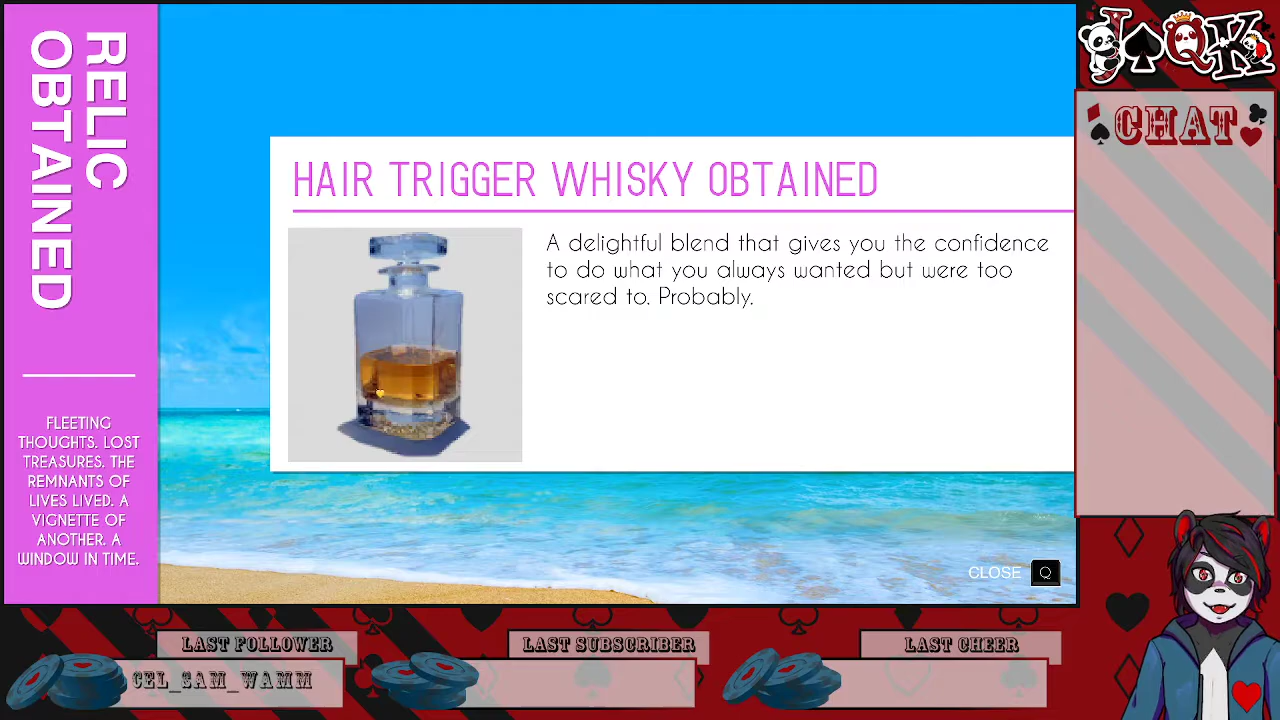 RELIC
OBTAINED
FLEETING
THOUGHTS. LOST
TREASURES. THE
REMNANTS OF
LIVES LIVED. A
VIGNETTE OF
ANOTHER. A
WINDOW IN TIME.
HAIR TRIGGER WHISKY OBTAINED
A delightful blend that gives you the confidence
to do what you always wanted but were too
scared to. Probably.
CLOSE Q
J Q K
CHAT
LAST FOLLOWER
CEL_SAM_WAMM
LAST SUBSCRIBER
LAST CHEER